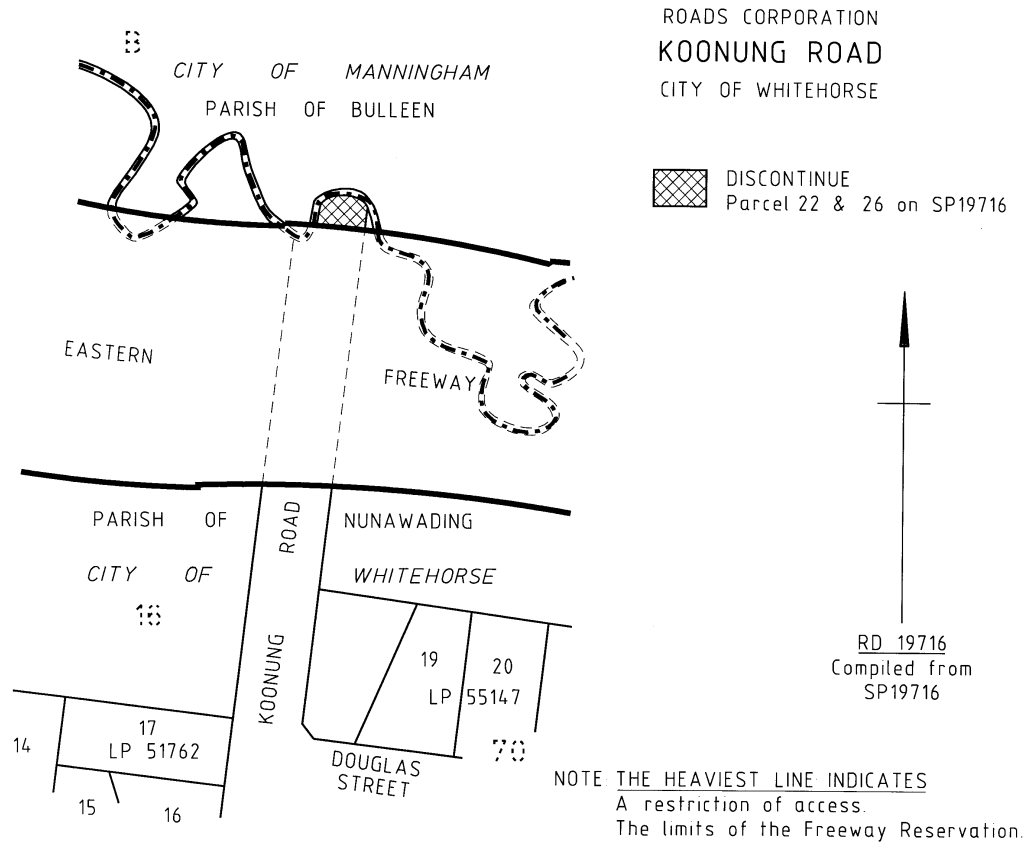 ROADS CORPORATION
KOONUNG ROAD
CITY OF WHITEHORSE
B
CITY OF MANNINGHAM
PARISH OF BULLEEN
DISCONTINUE
Parcel 22 & 26 on SP19716
EASTERN
FREEWAY
PARISH OF
NUNAWADING
CITY OF
WHITEHORSE
KOONUNG ROAD
19
20
LP 55147
17
LP 51762
14
15
16
70
DOUGLAS
STREET
RD 19716
Compiled from
SP19716
NOTE: THE HEAVIEST LINE INDICATES
A restriction of access.
The limits of the Freeway Reservation.